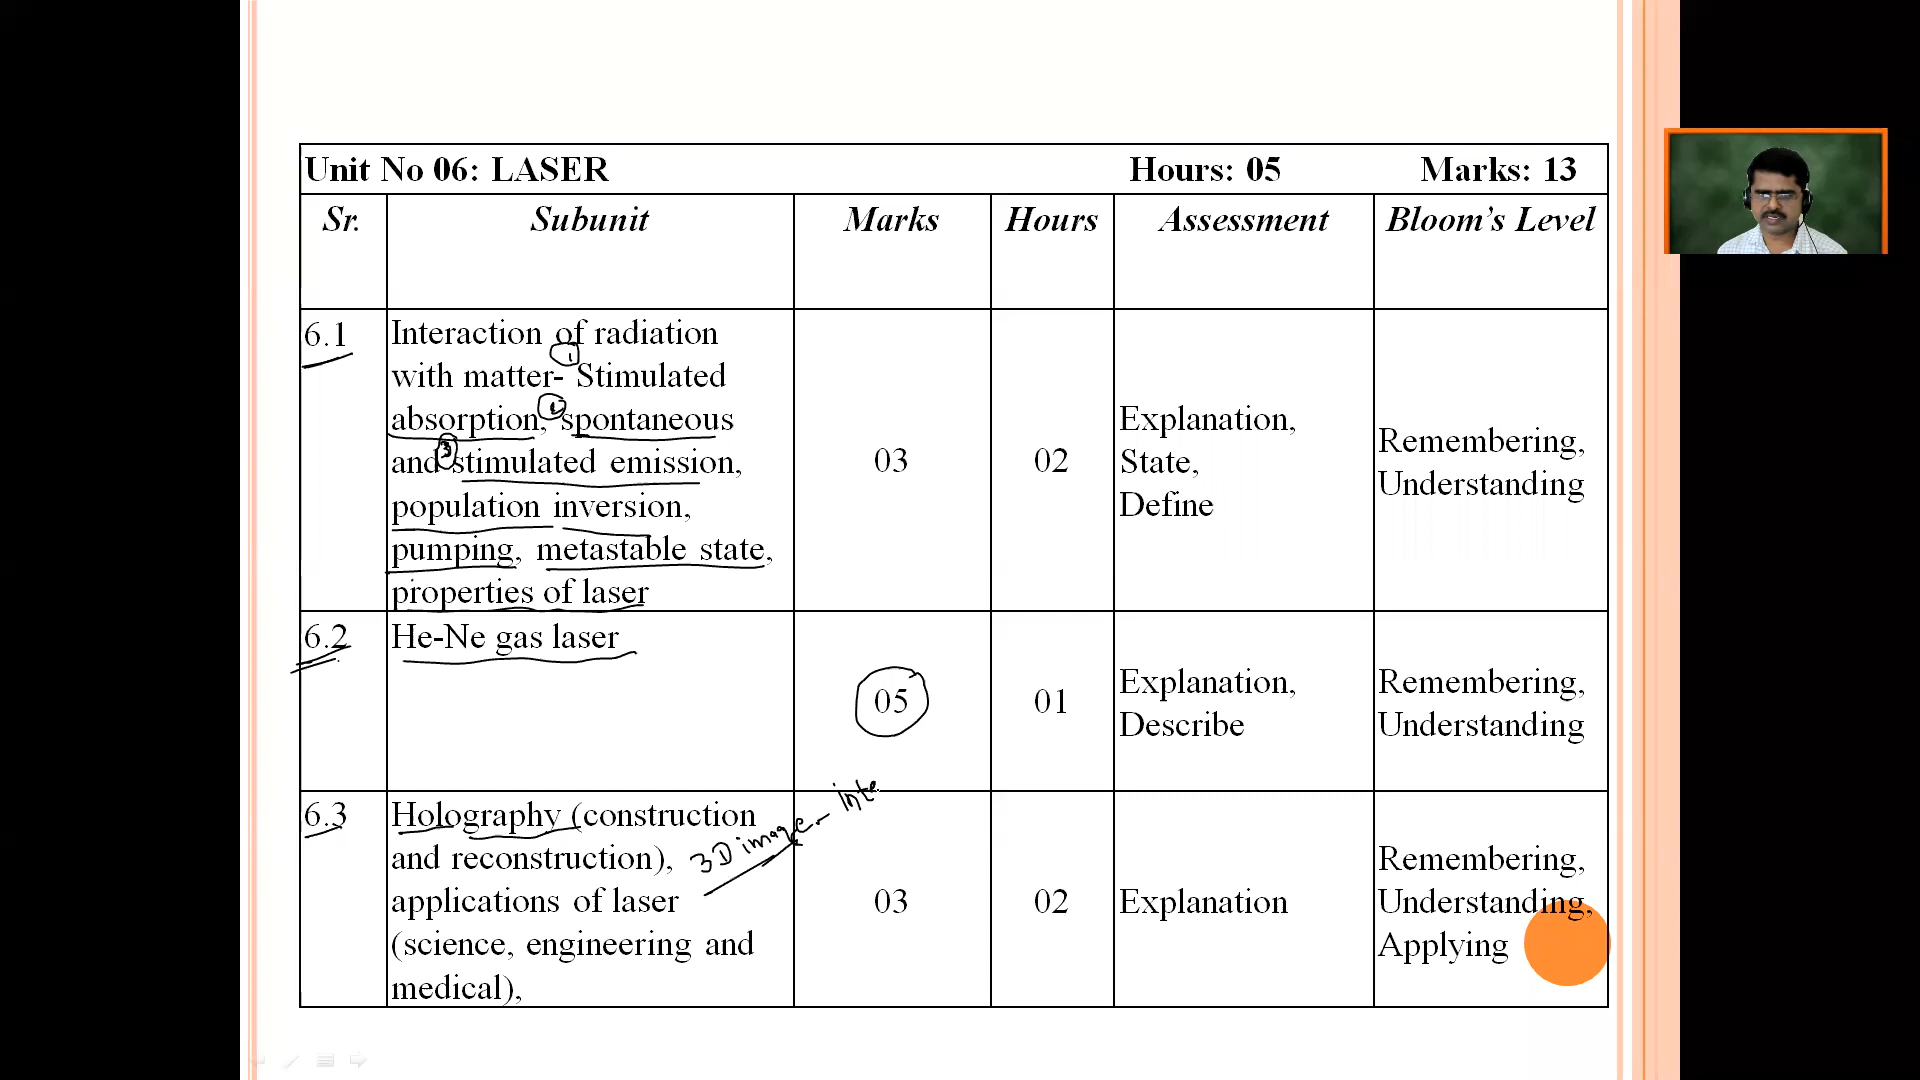 Unit No 06: LASER Hours: 05 Marks: 13
Sr. Subunit Marks Hours Assessment Bloom’s Level
6.1
Interaction of radiation
1
with matter- Stimulated
2
absorption, spontaneous
3
and stimulated emission,
population inversion,
pumping, metastable state,
properties of laser
03
02
Explanation,
State,
Define
Remembering,
Understanding
6.2
He-Ne gas laser
05
01
Explanation,
Describe
Remembering,
Understanding
6.3
Holography (construction
and reconstruction),
applications of laser
(science, engineering and
medical),
3D image - inte
03
02
Explanation
Remembering,
Understanding,
Applying